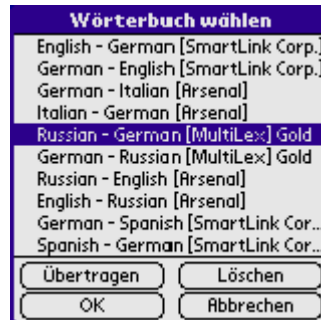 Wörterbuch wählen
English - German [SmartLink Corp.]
German - English [SmartLink Corp.]
German - Italian [Arsenal]
Italian - German [Arsenal]
Russian - German [MultiLex] Gold
German - Russian [MultiLex] Gold
Russian - English [Arsenal]
English - Russian [Arsenal]
German - Spanish [SmartLink Cor...
Spanish - German [SmartLink Cor...
Übertragen Löschen
OK Abbrechen